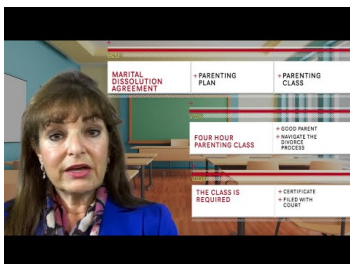 MARITAL
DISSOLUTION
AGREEMENT
+ PARENTING
PLAN
+ PARENTING
CLASS
FOUR HOUR
PARENTING CLASS
+ GOOD PARENT
+ NAVIGATE THE
DIVORCE
PROCESS
THE CLASS IS
REQUIRED
+ CERTIFICATE
+ FILED WITH
COURT